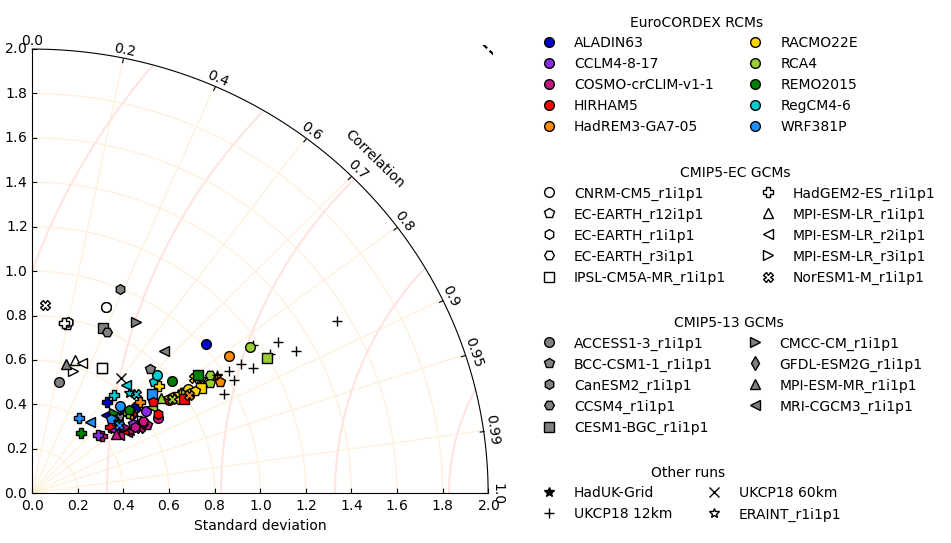 0.0
0.2
0.4
0.6
Correlation
0.7
0.8
0.9
0.95
0.99
1.0
2.0
1.8
1.6
1.4
1.2
1.0
0.8
0.6
0.4
0.2
0.0
0.0 0.2 0.4 0.6 0.8 1.0 1.2 1.4 1.6 1.8 2.0
Standard deviation
EuroCORDEX RCMs
ALADIN63 RACMO22E
CCLM4-8-17 RCA4
COSMO-crCLIM-v1-1 REMO2015
HIRHAM5 RegCM4-6
HadREM3-GA7-05 WRF381P
CMIP5-EC GCMs
CNRM-CM5_r1i1p1 HadGEM2-ES_r1i1p1
EC-EARTH_r12i1p1 MPI-ESM-LR_r1i1p1
EC-EARTH_r1i1p1 MPI-ESM-LR_r2i1p1
EC-EARTH_r3i1p1 MPI-ESM-LR_r3i1p1
IPSL-CM5A-MR_r1i1p1 NorESM1-M_r1i1p1
CMIP5-13 GCMs
ACCESS1-3_r1i1p1 CMCC-CM_r1i1p1
BCC-CSM1-1_r1i1p1 GFDL-ESM2G_r1i1p1
CanESM2_r1i1p1 MPI-ESM-MR_r1i1p1
CCSM4_r1i1p1 MRI-CGCM3_r1i1p1
CESM1-BGC_r1i1p1
Other runs
HadUK-Grid UKCP18 60km
UKCP18 12km ERAINT_r1i1p1